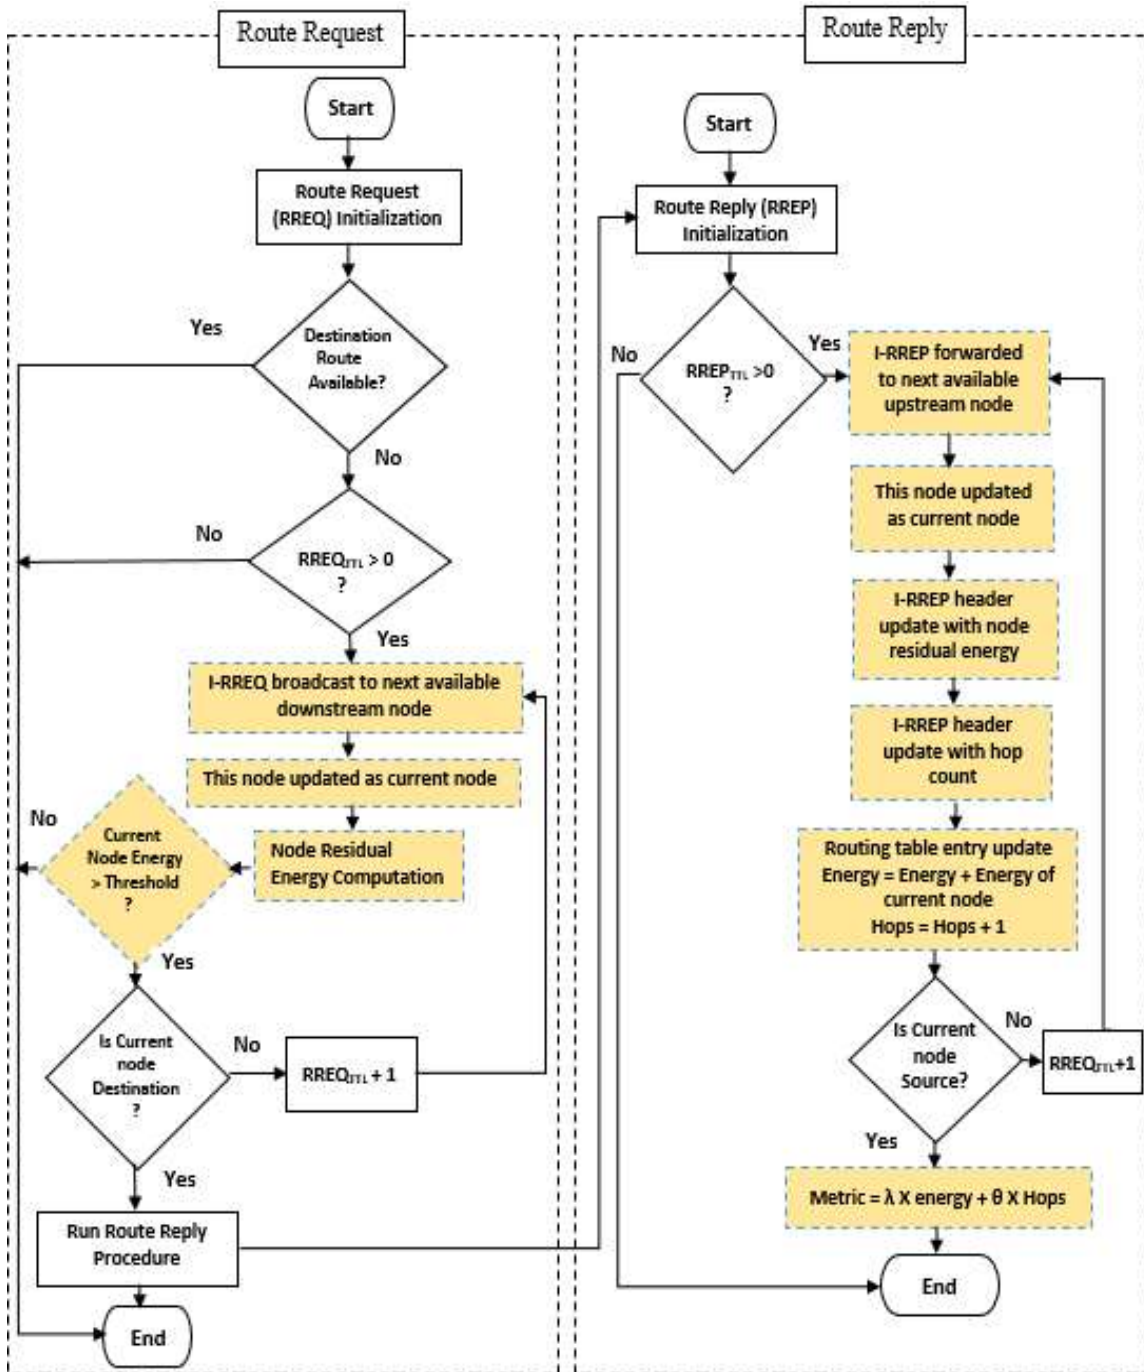 Route Request
Start
Route Request
(RREQ) Initialization
Yes
Destination
Route
Available?
No
No
RREQTTL > 0
?
Yes
I-RREQ broadcast to next available
downstream node
This node updated as current node
No
Current
Node Energy
> Threshold
?
Node Residual
Energy Computation
Yes
Is Current
node
Destination
?
No
RREQTTL + 1
Yes
Run Route Reply
Procedure
End
Route Reply
Start
Route Reply (RREP)
Initialization
No
RREPTTL >0
?
Yes
I-RREP forwarded
to next available
upstream node
This node updated
as current node
I-RREP header
update with node
residual energy
I-RREP header
update with hop
count
Routing table entry update
Energy = Energy + Energy of
current node
Hops = Hops + 1
Is Current
node
Source?
No
RREQTTL+1
Yes
Metric = λ X energy + θ X Hops
End